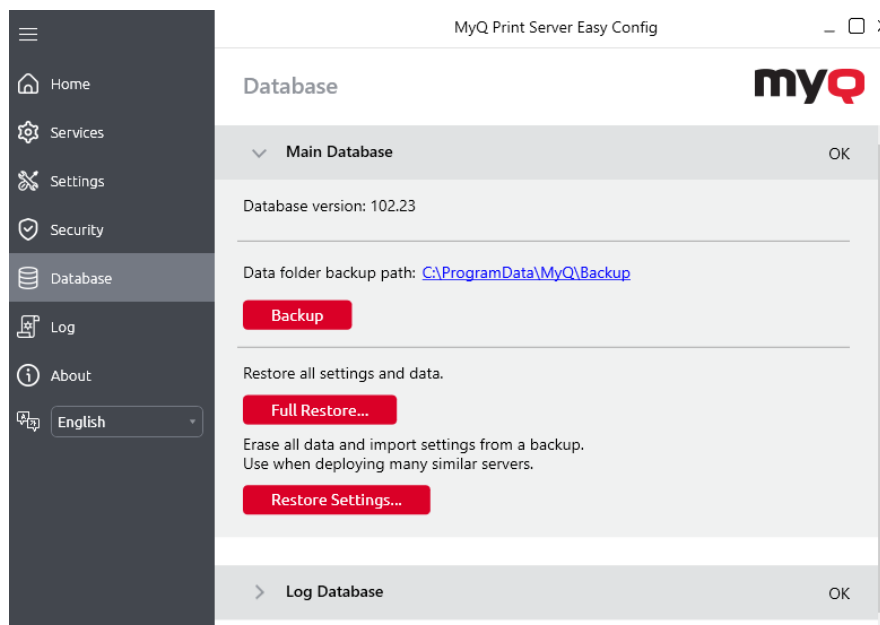 MyQ Print Server Easy Config
Home
Services
Settings
Security
Database
Log
About
English
Database
myQ
Main Database
OK
Database version: 102.23
Data folder backup path: C:\ProgramData\MyQ\Backup
Backup
Restore all settings and data.
Full Restore...
Erase all data and import settings from a backup.
Use when deploying many similar servers.
Restore Settings...
Log Database
OK